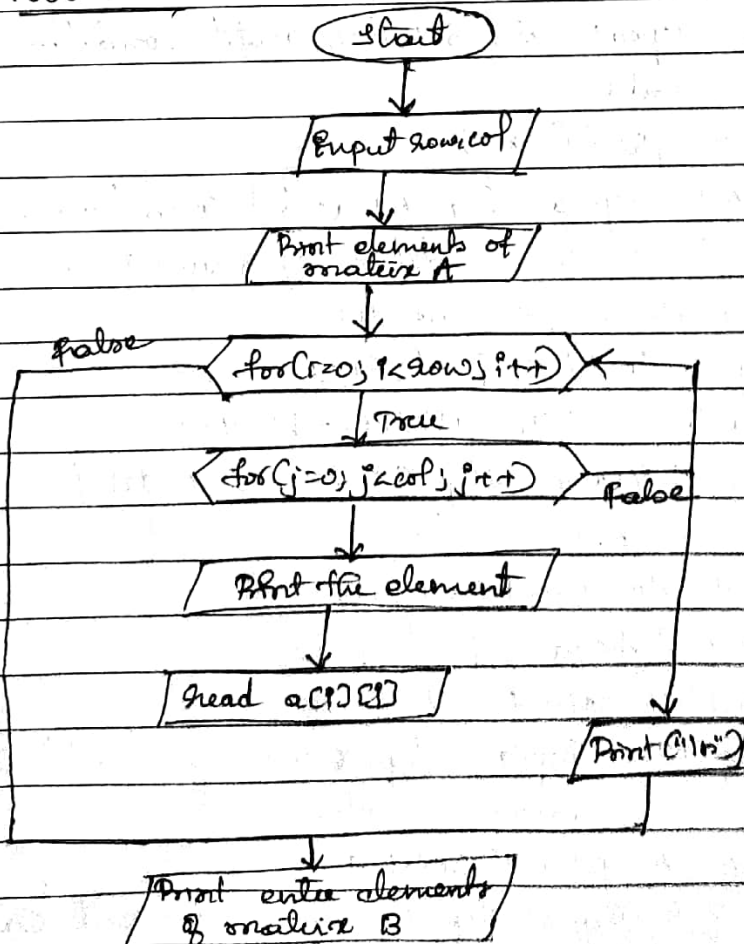 Start
Input row, col
Print elements of
matrix A
False
for(i=0; i<row; i++)
True
for(j=0; j<col; j++)
False
Print the element
read a[i][j]
Print("\n")
Print enter elements
of matrix B